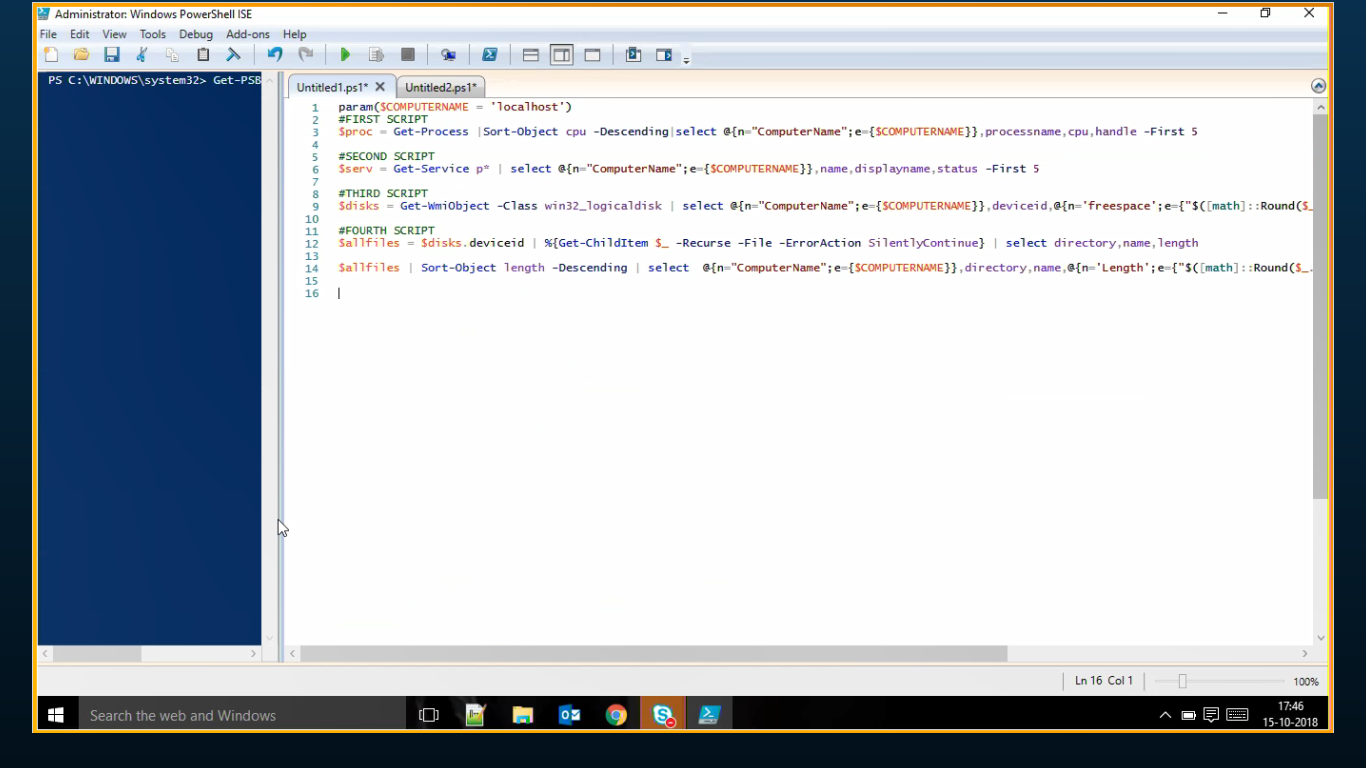 Administrator: Windows PowerShell ISE
File Edit View Tools Debug Add-ons Help
PS C:\WINDOWS\system32> Get-PSB
Untitled1.ps1* Untitled2.ps1*
1 param($COMPUTERNAME = 'localhost')
2 #FIRST SCRIPT
3 $proc = Get-Process |Sort-Object cpu -Descending|select @{n="ComputerName";e={$COMPUTERNAME}},processname,cpu,handle -First 5
4
5 #SECOND SCRIPT
6 $serv = Get-Service p* | select @{n="ComputerName";e={$COMPUTERNAME}},name,displayname,status -First 5
7
8 #THIRD SCRIPT
9 $disks = Get-WmiObject -Class win32_logicaldisk | select @{n="ComputerName";e={$COMPUTERNAME}},deviceid,@{n='freespace';e={"$([math]::Round($_
10
11 #FOURTH SCRIPT
12 $allfiles = $disks.deviceid | %{Get-ChildItem $_ -Recurse -File -ErrorAction SilentlyContinue} | select directory,name,length
13
14 $allfiles | Sort-Object length -Descending | select  @{n="ComputerName";e={$COMPUTERNAME}},directory,name,@{n='Length';e={"$([math]::Round($_.
15
16
Ln 16 Col 1 100%
Search the web and Windows
17:46
15-10-2018